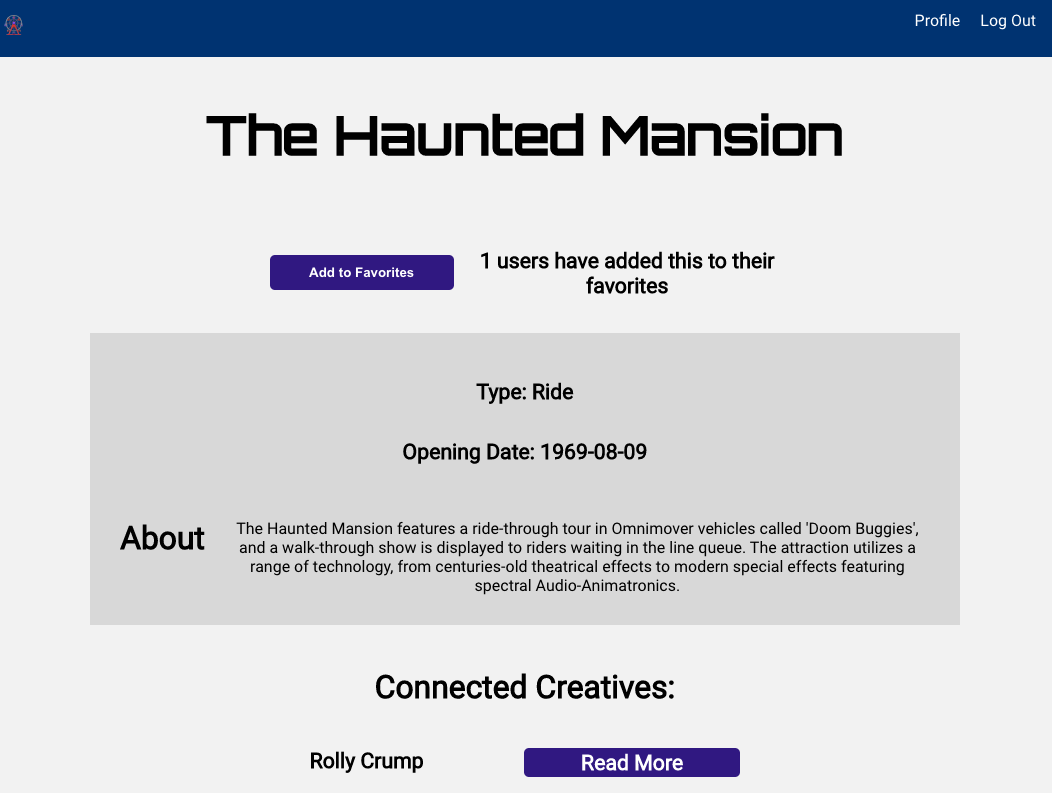 Profile Log Out
The Haunted Mansion
Add to Favorites
1 users have added this to their
favorites
Type: Ride
Opening Date: 1969-08-09
About
The Haunted Mansion features a ride-through tour in Omnimover vehicles called 'Doom Buggies',
and a walk-through show is displayed to riders waiting in the line queue. The attraction utilizes a
range of technology, from centuries-old theatrical effects to modern special effects featuring
spectral Audio-Animatronics.
Connected Creatives:
Rolly Crump
Read More